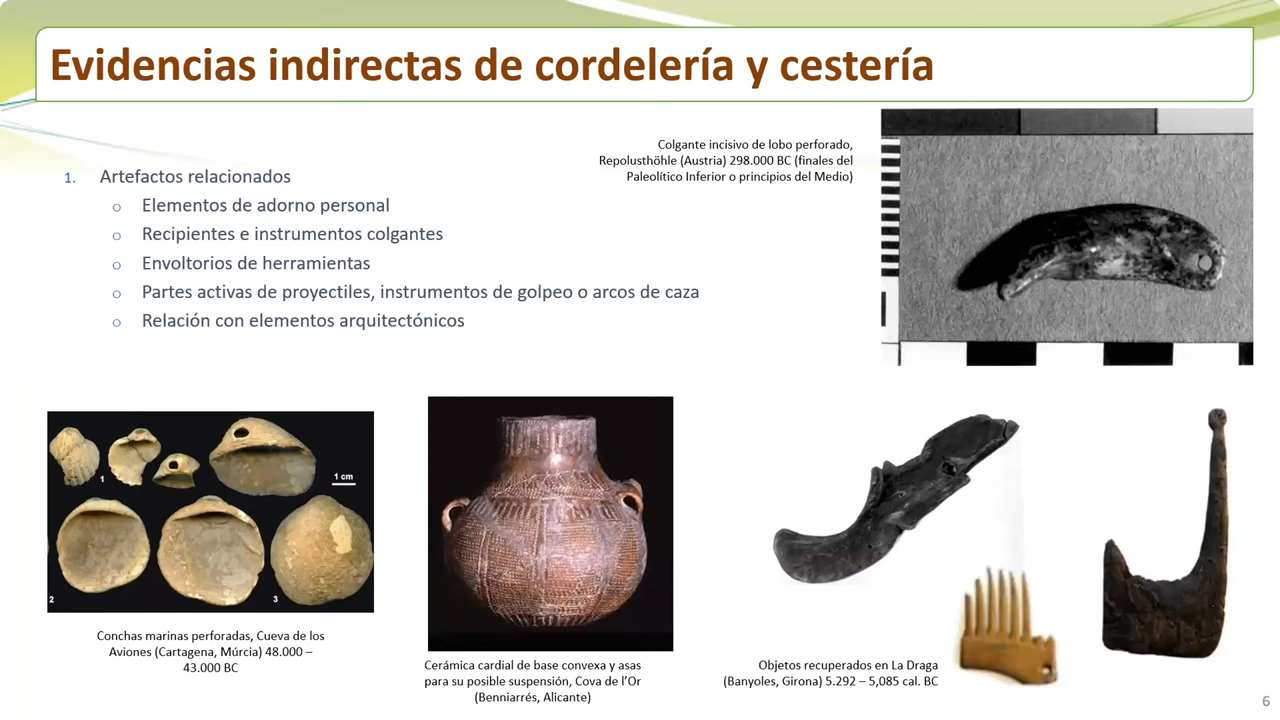 Evidencias indirectas de cordelería y cestería
Colgante incisivo de lobo perforado,
Repolusthöhle (Austria) 298.000 BC (finales del
Paleolítico Inferior o principios del Medio)
1. Artefactos relacionados
o Elementos de adorno personal
o Recipientes e instrumentos colgantes
o Envoltorios de herramientas
o Partes activas de proyectiles, instrumentos de golpeo o arcos de caza
o Relación con elementos arquitectónicos
1
1 cm
2
3
Conchas marinas perforadas, Cueva de los
Aviones (Cartagena, Múrcia) 48.000 –
43.000 BC
Cerámica cardial de base convexa y asas
para su posible suspensión, Cova de l’Or
(Benniarrés, Alicante)
Objetos recuperados en La Draga
(Banyoles, Girona) 5.292 – 5,085 cal. BC
6